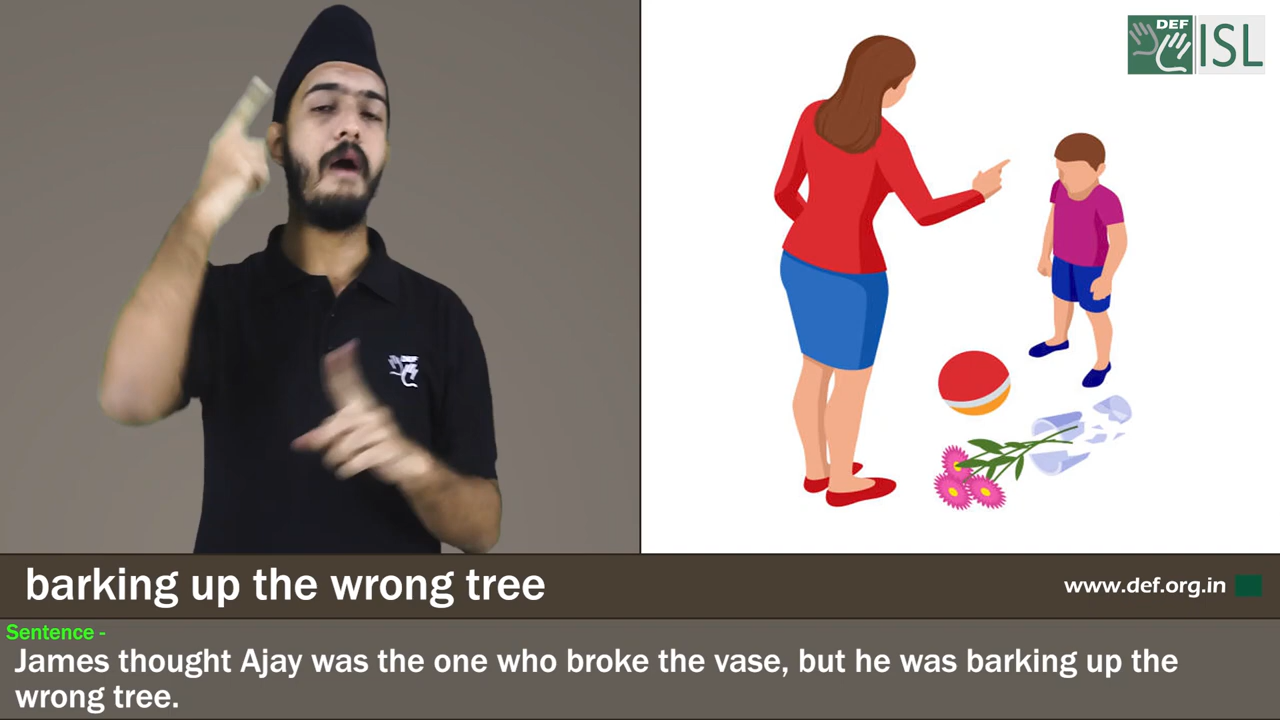 DEF
ISL
DEF
barking up the wrong tree
www.def.org.in
Sentence -
James thought Ajay was the one who broke the vase, but he was barking up the
wrong tree.